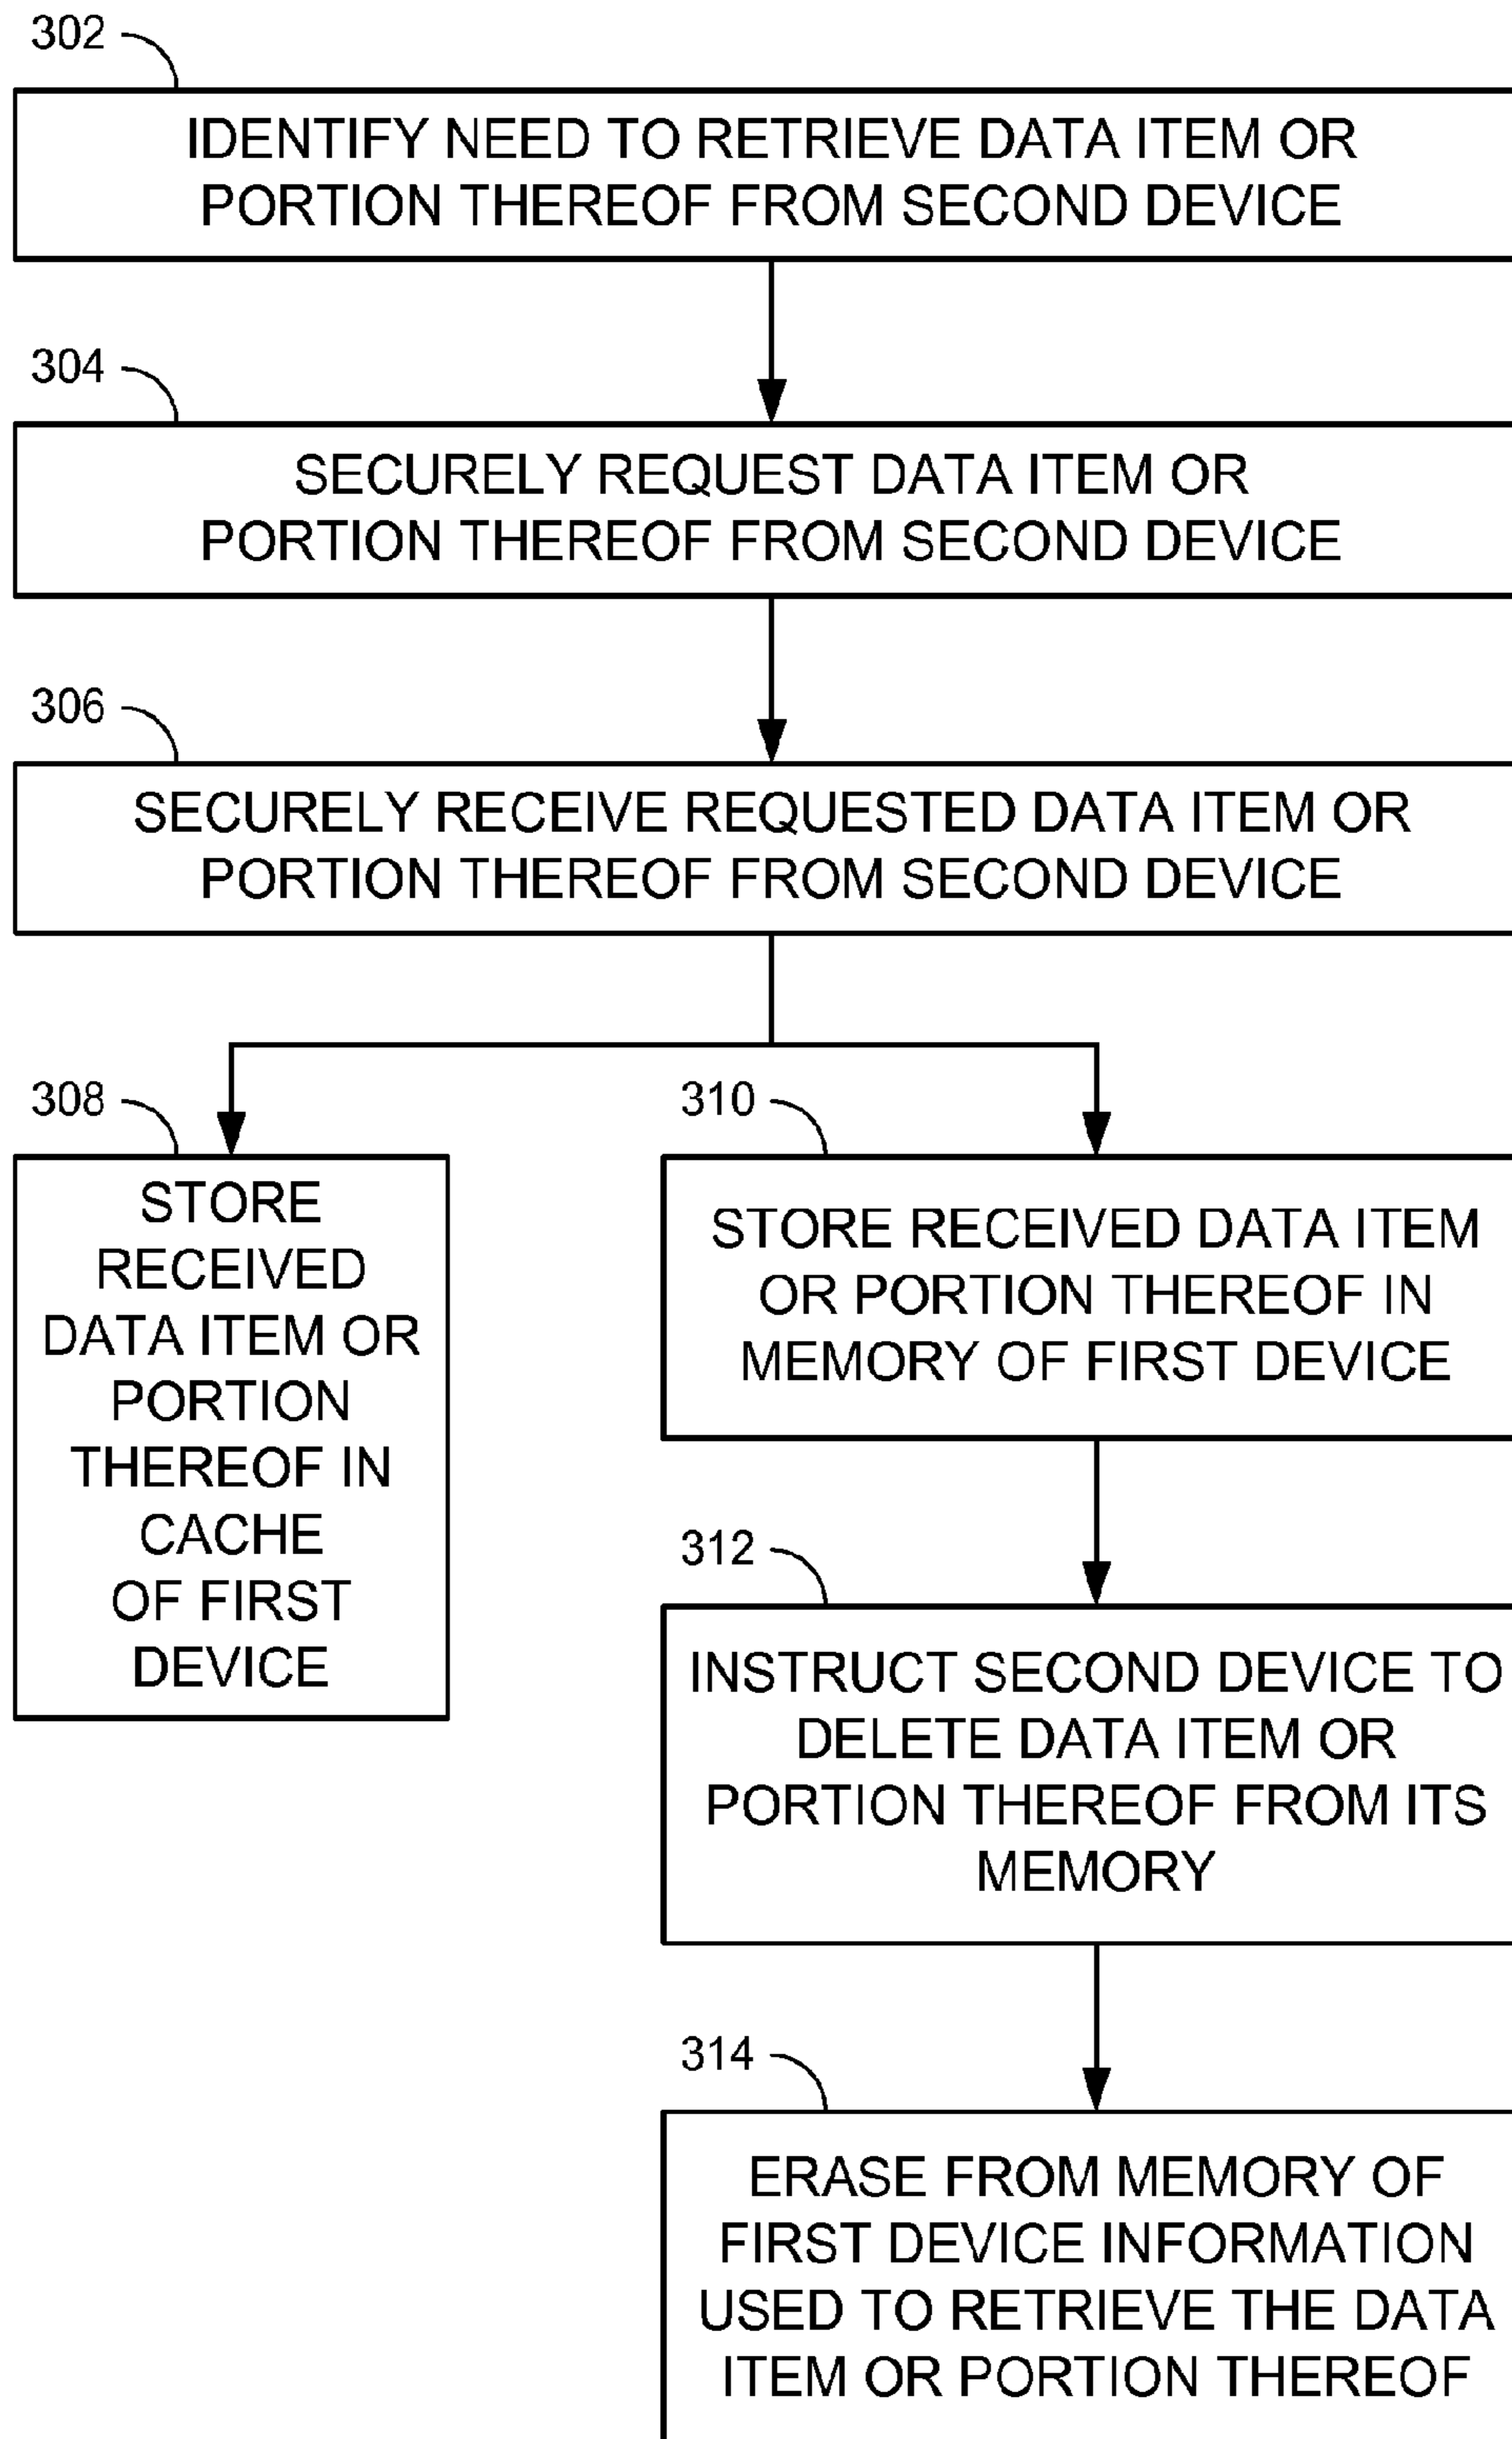 302
IDENTIFY NEED TO RETRIEVE DATA ITEM OR
PORTION THEREOF FROM SECOND DEVICE
304
SECURELY REQUEST DATA ITEM OR
PORTION THEREOF FROM SECOND DEVICE
306
SECURELY RECEIVE REQUESTED DATA ITEM OR
PORTION THEREOF FROM SECOND DEVICE
308
STORE
RECEIVED
DATA ITEM OR
PORTION
THEREOF IN
CACHE
OF FIRST
DEVICE
310
STORE RECEIVED DATA ITEM
OR PORTION THEREOF IN
MEMORY OF FIRST DEVICE
312
INSTRUCT SECOND DEVICE TO
DELETE DATA ITEM OR
PORTION THEREOF FROM ITS
MEMORY
314
ERASE FROM MEMORY OF
FIRST DEVICE INFORMATION
USED TO RETRIEVE THE DATA
ITEM OR PORTION THEREOF